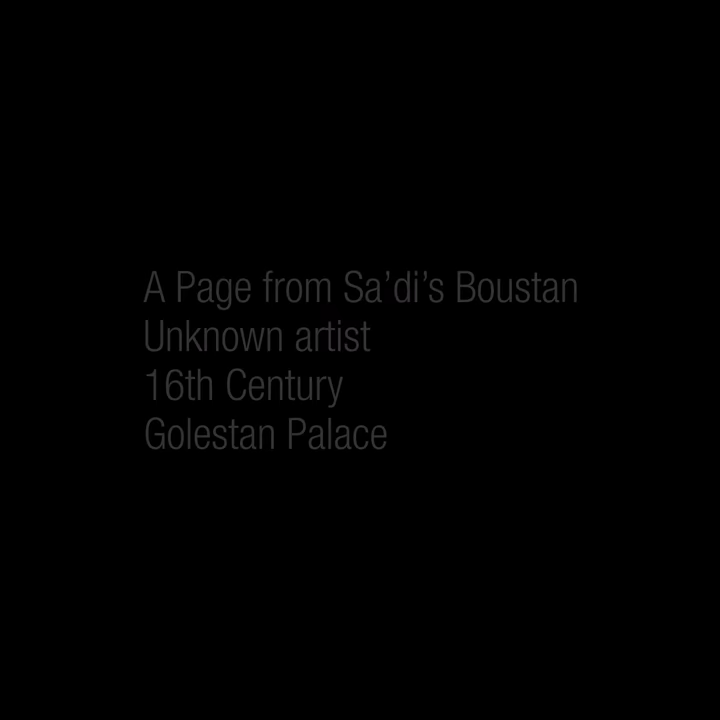 A Page from Sa’di’s Boustan
Unknown artist
16th Century
Golestan Palace